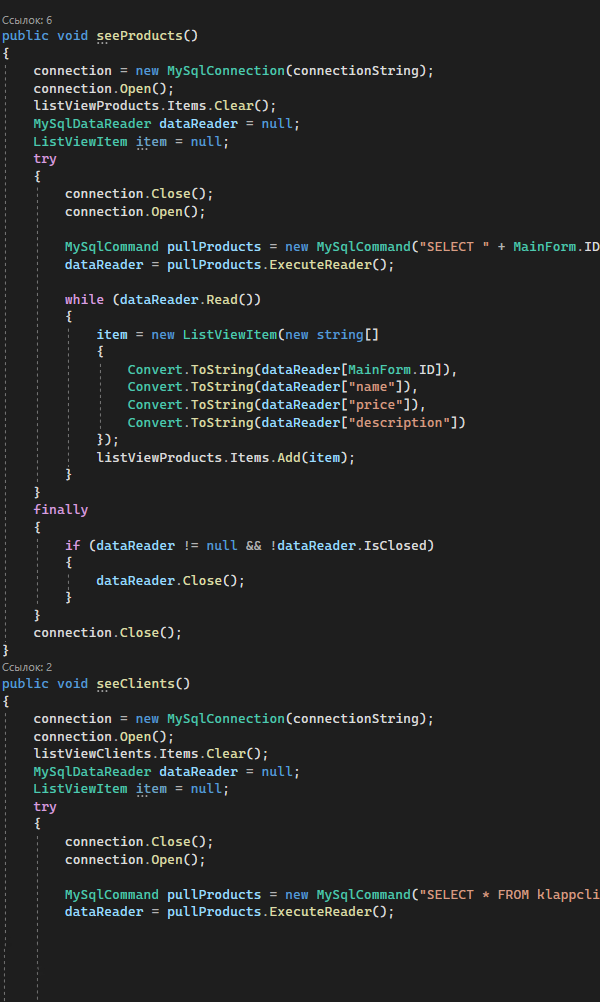 Ссылок: 6
public void seeProducts()
{
connection = new MySqlConnection(connectionString);
connection.Open();
listViewProducts.Items.Clear();
MySqlDataReader dataReader = null;
ListViewItem item = null;
try
{
connection.Close();
connection.Open();
MySqlCommand pullProducts = new MySqlCommand("SELECT " + MainForm.ID
dataReader = pullProducts.ExecuteReader();
while (dataReader.Read())
{
item = new ListViewItem(new string[]
{
Convert.ToString(dataReader[MainForm.ID]),
Convert.ToString(dataReader["name"]),
Convert.ToString(dataReader["price"]),
Convert.ToString(dataReader["description"])
});
listViewProducts.Items.Add(item);
}
}
finally
{
if (dataReader != null && !dataReader.IsClosed)
{
dataReader.Close();
}
}
connection.Close();
}
Ссылок: 2
public void seeClients()
{
connection = new MySqlConnection(connectionString);
connection.Open();
listViewClients.Items.Clear();
MySqlDataReader dataReader = null;
ListViewItem item = null;
try
{
connection.Close();
connection.Open();
MySqlCommand pullProducts = new MySqlCommand("SELECT * FROM klappcli
dataReader = pullProducts.ExecuteReader();